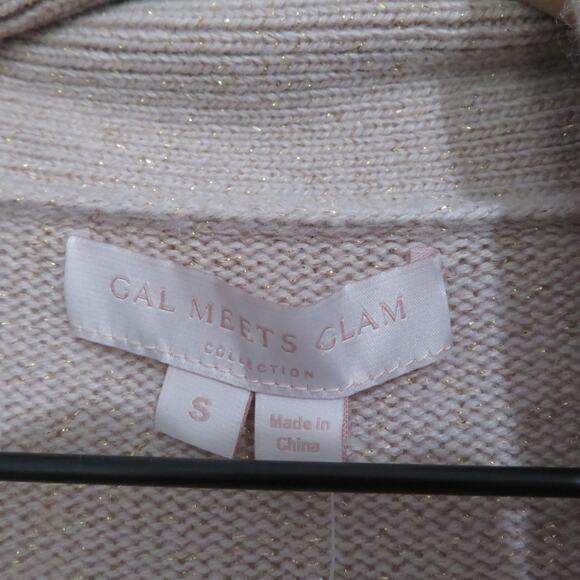 GAL MEETS GLAM
COLLECTION
S
Made in
China